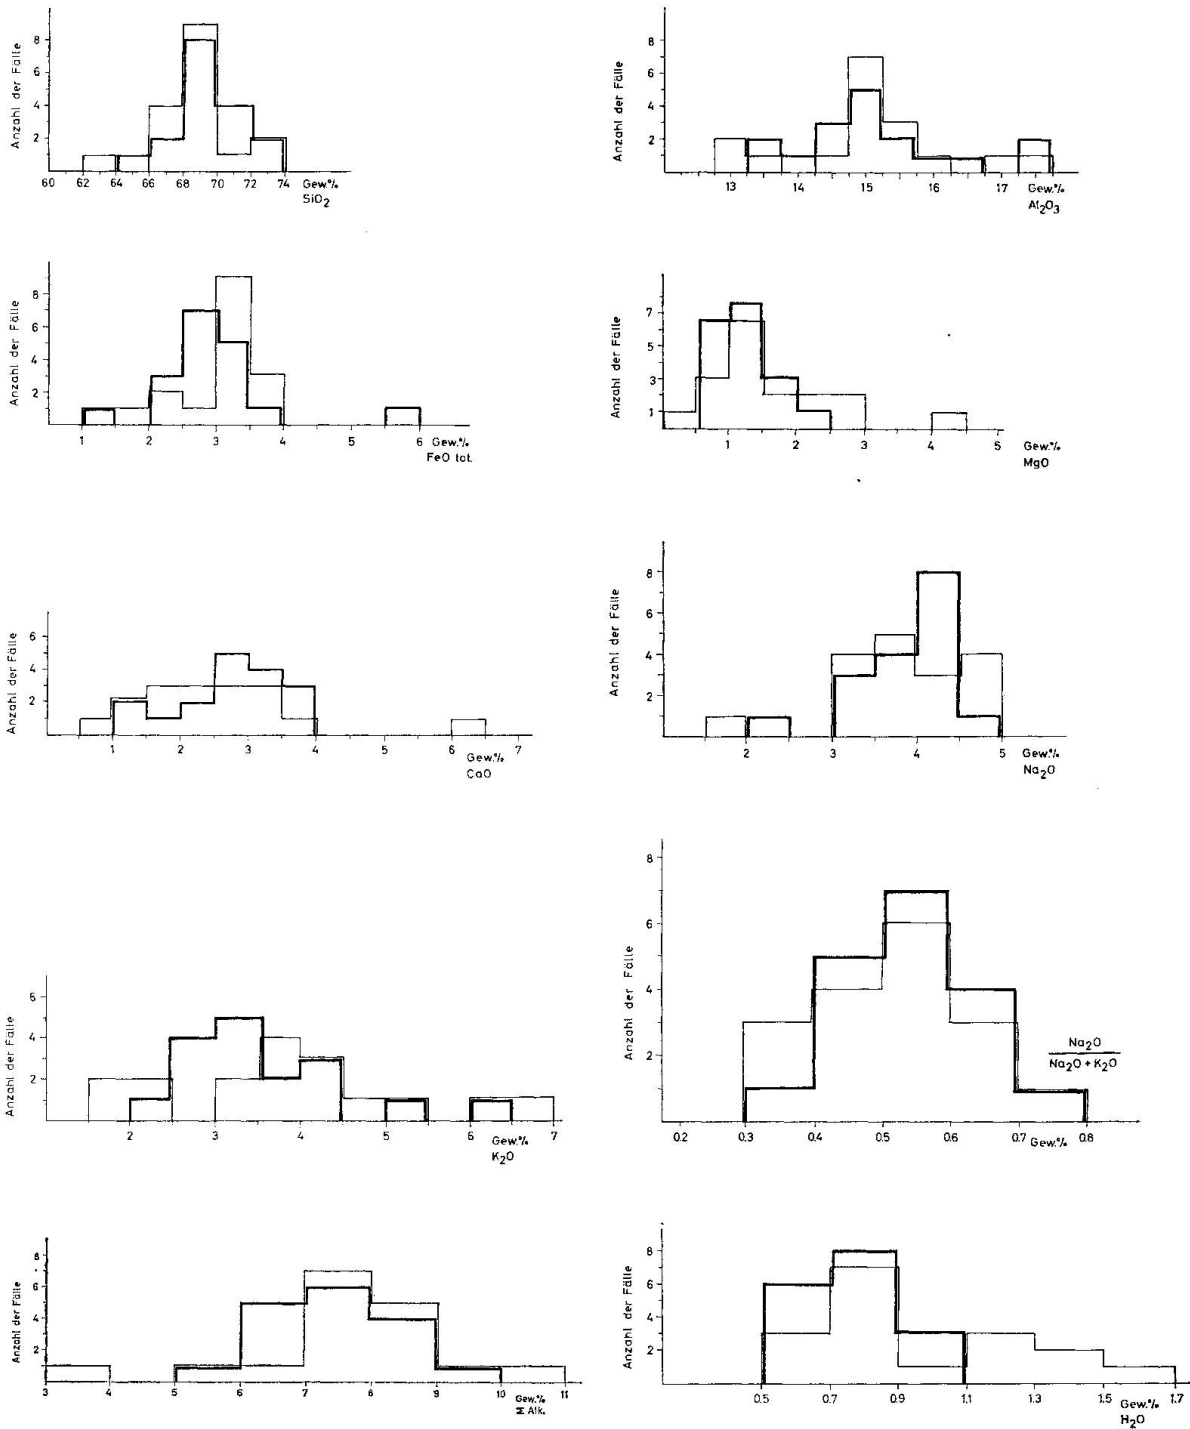 Anzahl der Fälle
8
6
4
2
60 62 64 66 68 70 72 74 Gew.%
SiO2
Anzahl der Fälle
8
6
4
2
13 14 15 16 17 Gew.%
Al2O3
Anzahl der Fälle
8
6
4
2
1 2 3 4 5 6 Gew.%
FeO tot.
Anzahl der Fälle
7
5
3
1
1 2 3 4 5 Gew.%
MgO
Anzahl der Fälle
6
4
2
1 2 3 4 5 6 7
Gew.%
CaO
Anzahl der Fälle
8
6
4
2
2 3 4 5 Gew.%
Na2O
Anzahl der Fälle
6
4
2
2 3 4 5 6 7
Gew.%
K2O
Anzahl der Fälle
8
6
4
2
Na2O
Na2O + K2O
0.2 0.3 0.4 0.5 0.6 0.7 Gew.% 0.8
Anzahl der Fälle
8
6
4
2
3 4 5 6 7 8 9 10 11
Gew.%
Σ Alk.
Anzahl der Fälle
8
6
4
2
0.5 0.7 0.9 1.1 1.3 1.5 1.7
Gew.%
H2O